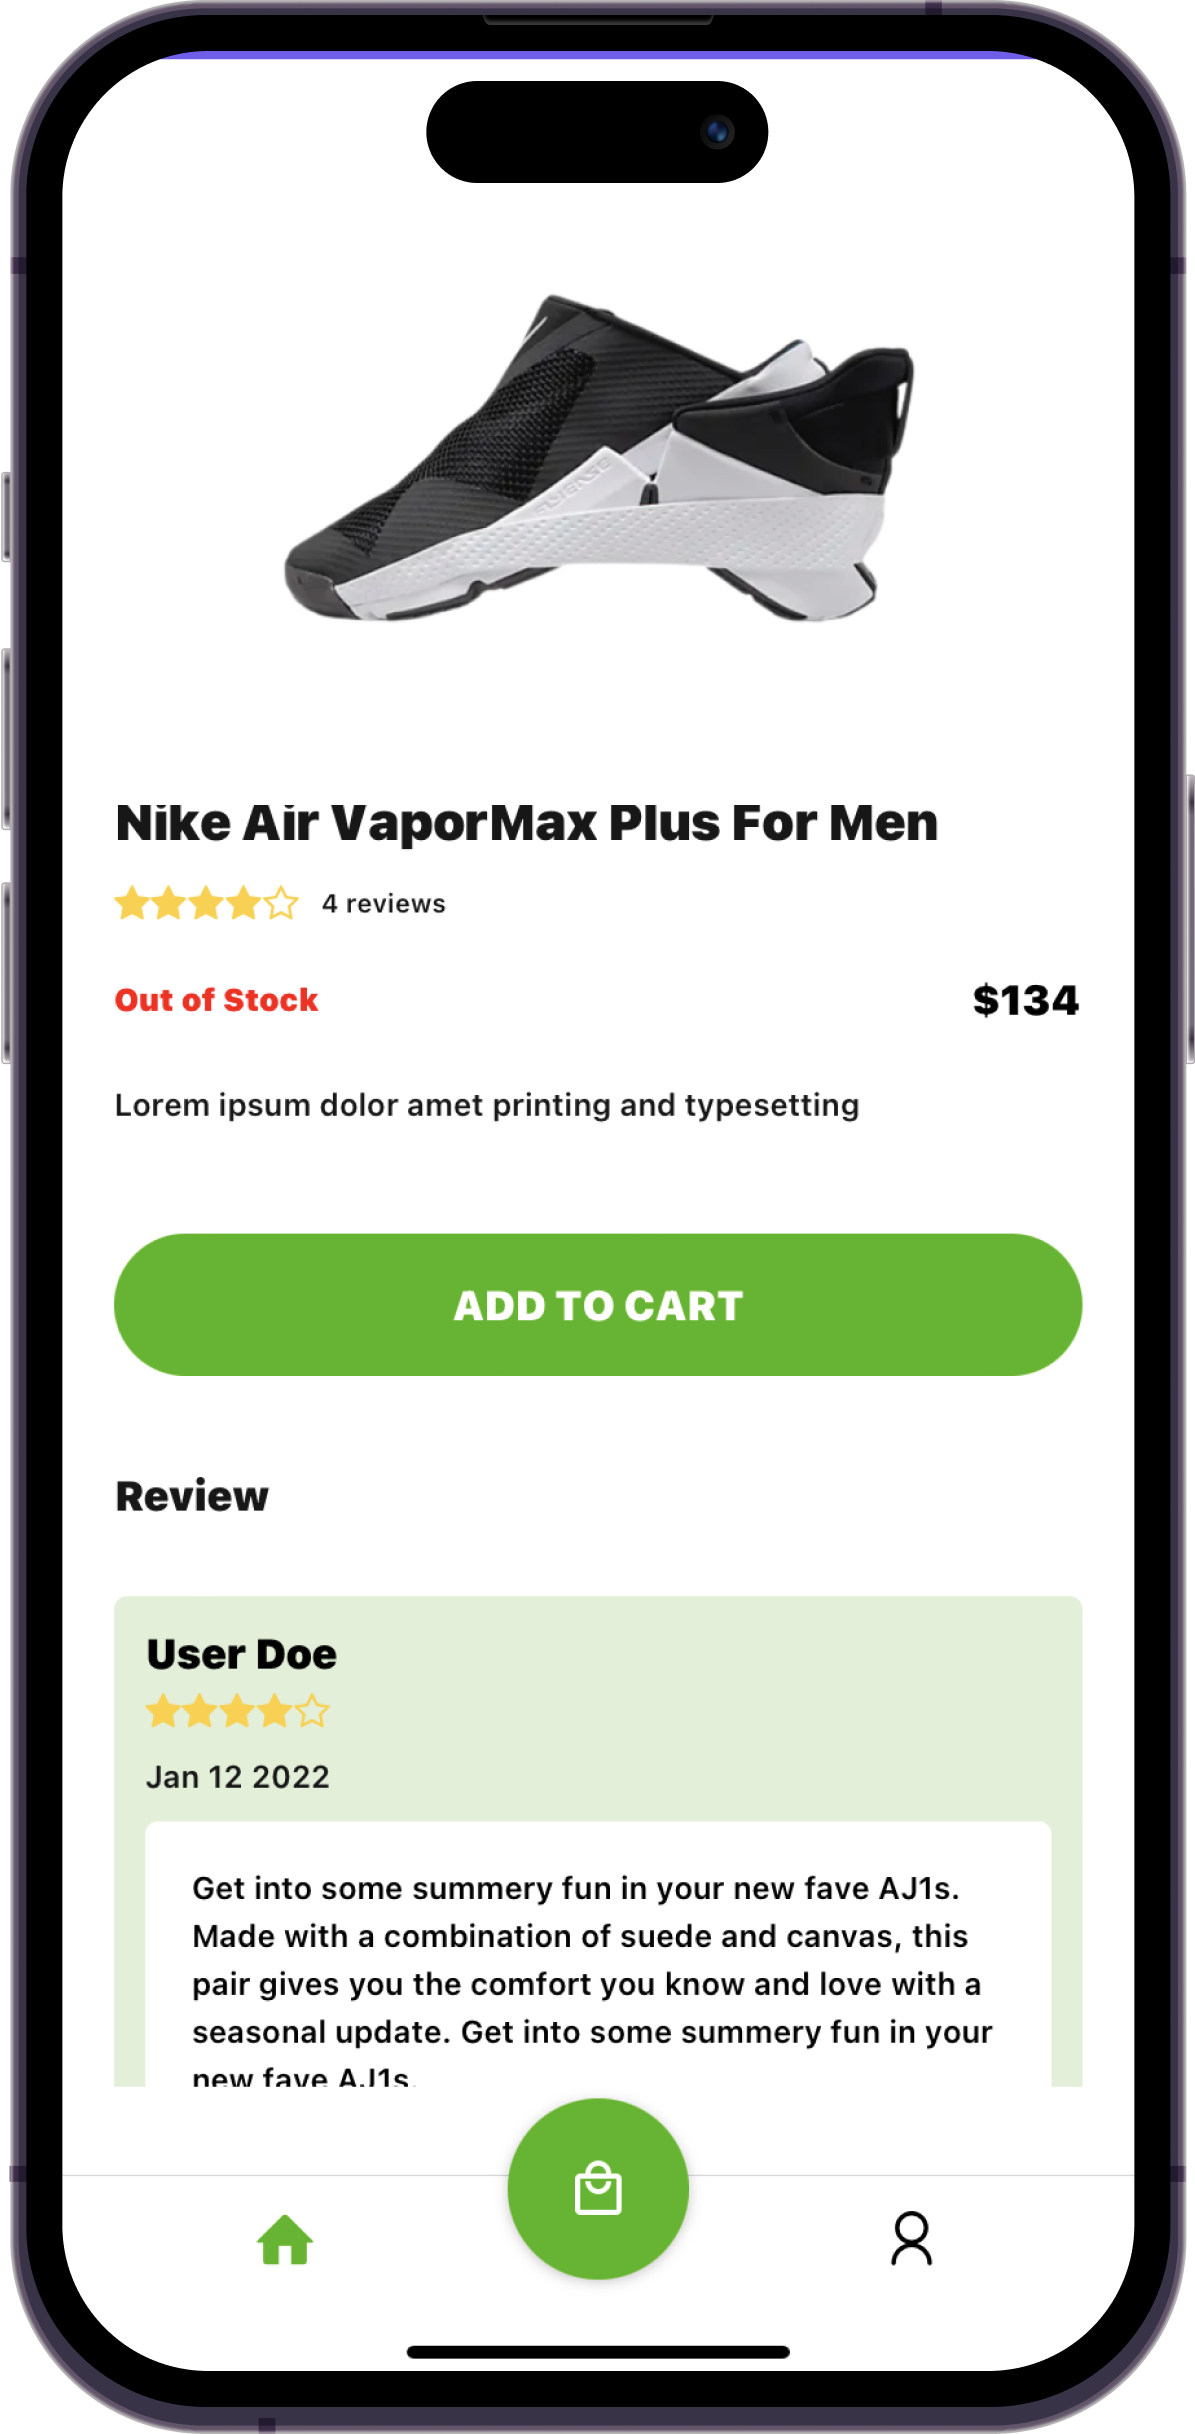 FLYEASE
Nike Air VaporMax Plus For Men
4 reviews
Out of Stock
$134
Lorem ipsum dolor amet printing and typesetting
ADD TO CART
Review
User Doe
Jan 12 2022
Get into some summery fun in your new fave AJ1s.
Made with a combination of suede and canvas, this
pair gives you the comfort you know and love with a
seasonal update. Get into some summery fun in your
new fave AJ1s.